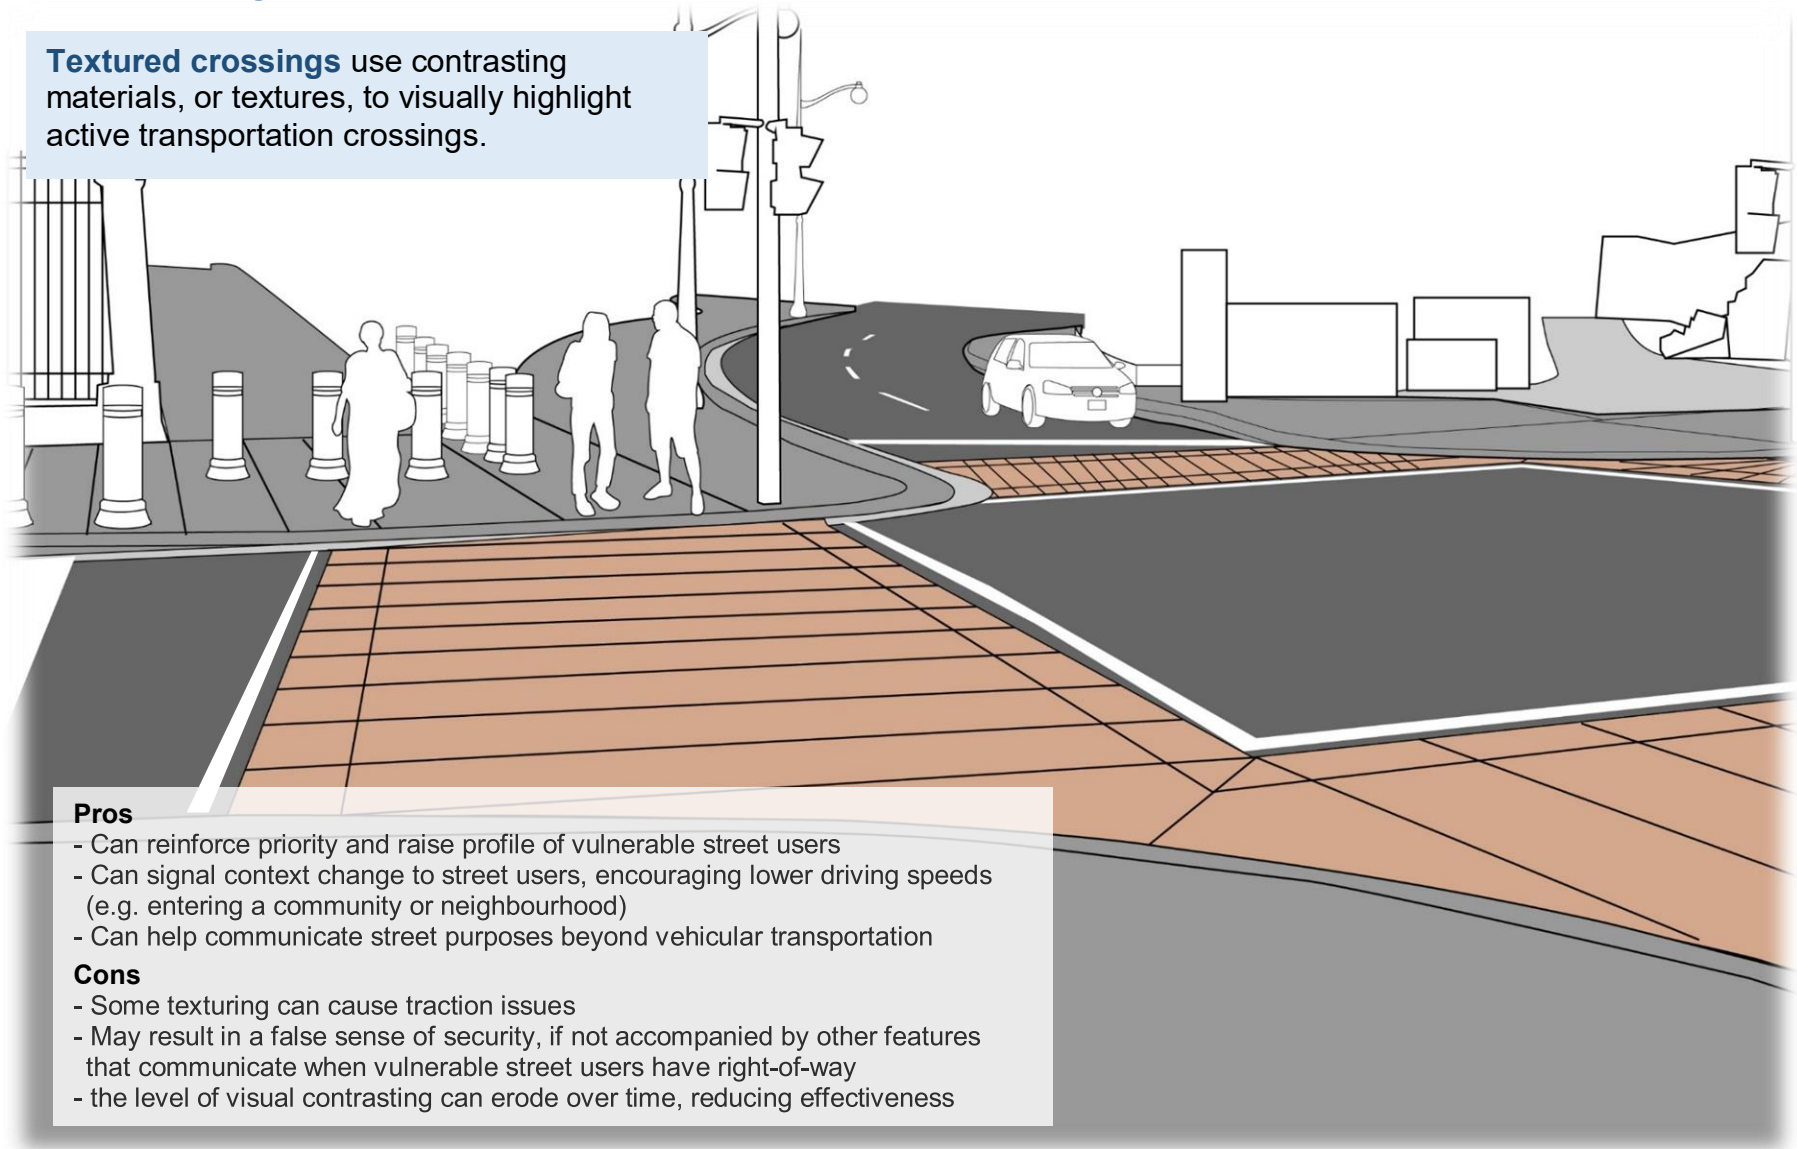 Textured crossings use contrasting
materials, or textures, to visually highlight
active transportation crossings.
Pros
- Can reinforce priority and raise profile of vulnerable street users
- Can signal context change to street users, encouraging lower driving speeds
(e.g. entering a community or neighbourhood)
- Can help communicate street purposes beyond vehicular transportation
Cons
- Some texturing can cause traction issues
- May result in a false sense of security, if not accompanied by other features
that communicate when vulnerable street users have right-of-way
- the level of visual contrasting can erode over time, reducing effectiveness